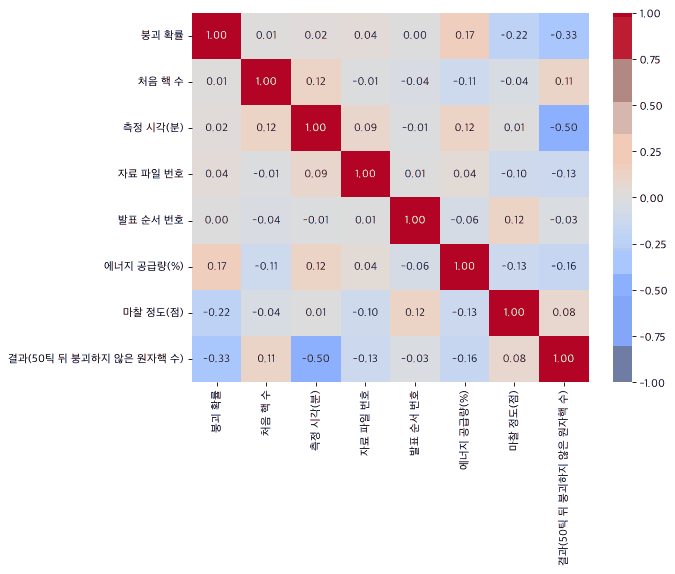 붕괴 확률 1.00 0.01 0.02 0.04 0.00 0.17 -0.22 -0.33
처음 핵 수 0.01 1.00 0.12 -0.01 -0.04 -0.11 -0.04 0.11
측정 시각(분) 0.02 0.12 1.00 0.09 -0.01 0.12 0.01 -0.50
자료 파일 번호 0.04 -0.01 0.09 1.00 0.01 0.04 -0.10 -0.13
발표 순서 번호 0.00 -0.04 -0.01 0.01 1.00 -0.06 0.12 -0.03
에너지 공급량(%) 0.17 -0.11 0.12 0.04 -0.06 1.00 -0.13 -0.16
마찰 정도(점) -0.22 -0.04 0.01 -0.10 0.12 -0.13 1.00 0.08
결과(50틱 뒤 붕괴하지 않은 원자핵 수) -0.33 0.11 -0.50 -0.13 -0.03 -0.16 0.08 1.00
붕괴 확률
처음 핵 수
측정 시각(분)
자료 파일 번호
발표 순서 번호
에너지 공급량(%)
마찰 정도(점)
결과(50틱 뒤 붕괴하지 않은 원자핵 수)
1.00
0.75
0.50
0.25
0.00
-0.25
-0.50
-0.75
-1.00